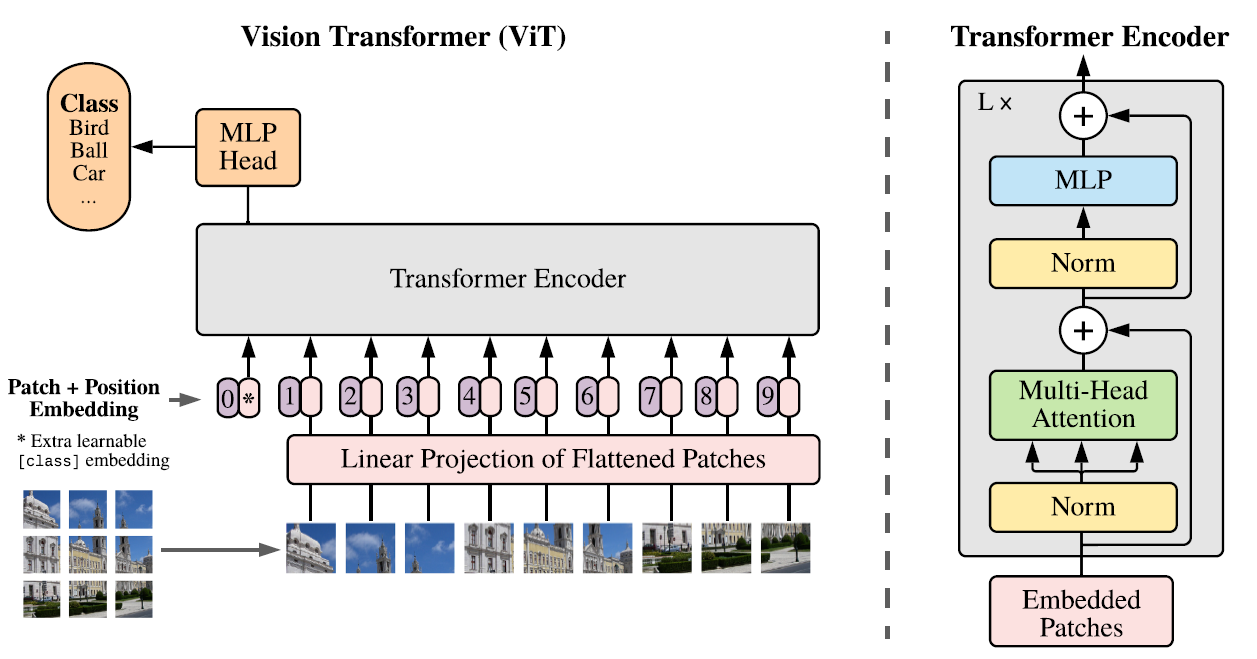 Vision Transformer (ViT)
Class
Bird
Ball
Car
...
MLP
Head
Transformer Encoder
Patch + Position
Embedding
* Extra learnable
[class] embedding
0 *
1
2
3
4
5
6
7
8
9
Linear Projection of Flattened Patches
Transformer Encoder
L ×
+
MLP
Norm
+
Multi-Head
Attention
Norm
Embedded
Patches